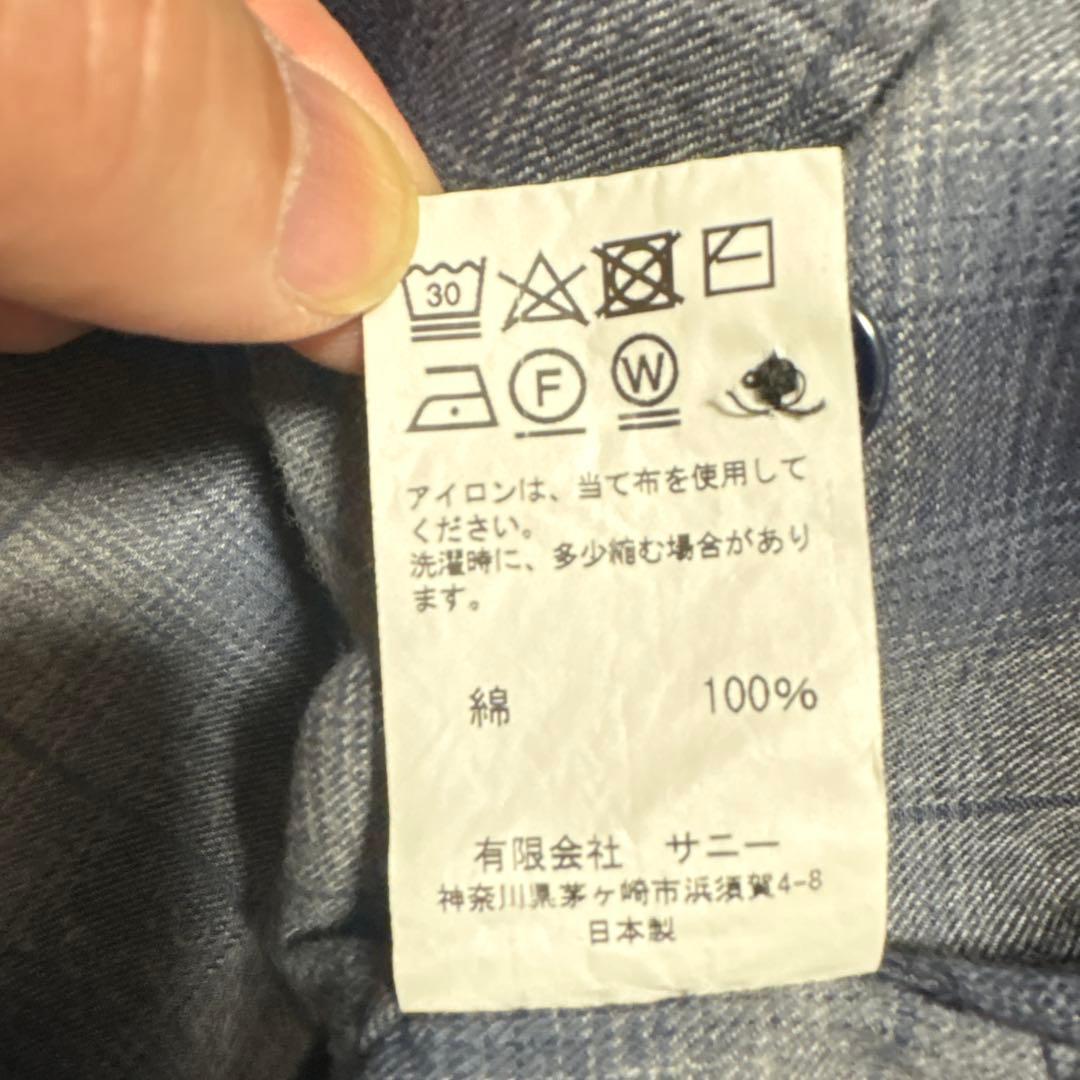 30
F W
アイロンは、当て布を使用して
ください。
洗濯時に、多少縮む場合があり
ます。
綿 100%
有限会社 サニー
神奈川県茅ヶ崎市浜須賀4-8
日本製